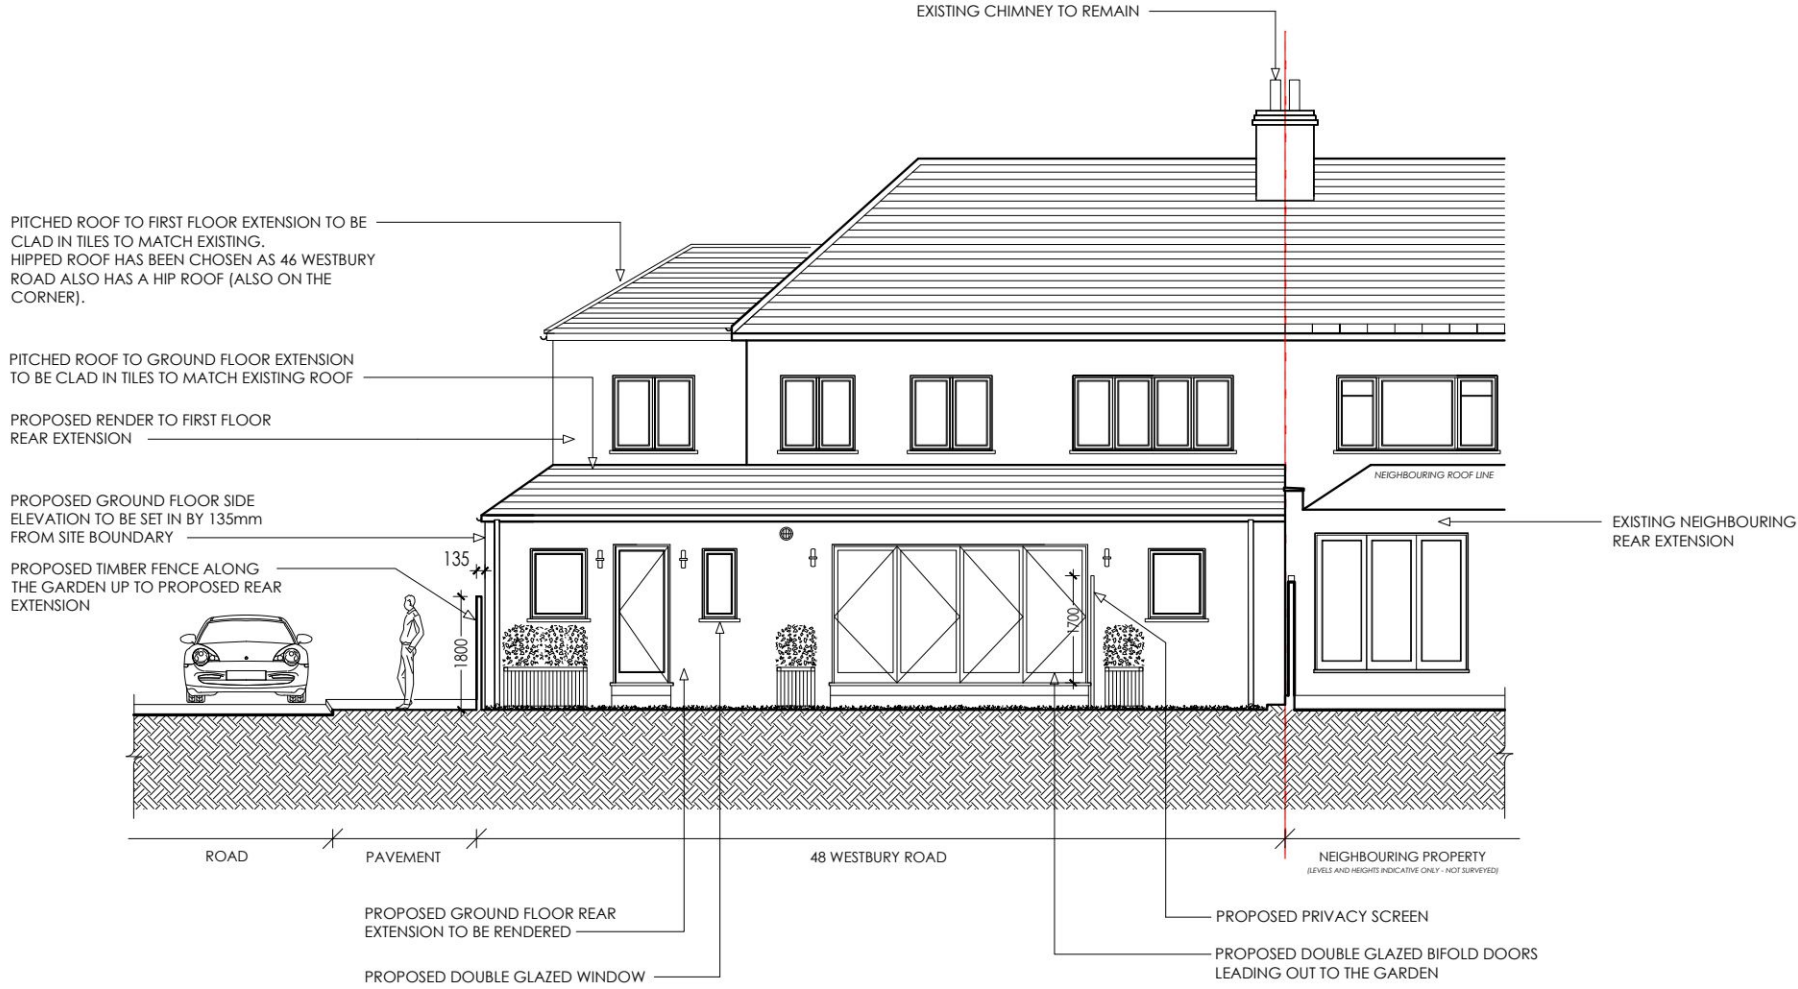 EXISTING CHIMNEY TO REMAIN
PITCHED ROOF TO FIRST FLOOR EXTENSION TO BE
CLAD IN TILES TO MATCH EXISTING.
HIPPED ROOF HAS BEEN CHOSEN AS 46 WESTBURY
ROAD ALSO HAS A HIP ROOF (ALSO ON THE
CORNER).
PITCHED ROOF TO GROUND FLOOR EXTENSION
TO BE CLAD IN TILES TO MATCH EXISTING ROOF
PROPOSED RENDER TO FIRST FLOOR
REAR EXTENSION
NEIGHBOURING ROOF LINE
PROPOSED GROUND FLOOR SIDE
ELEVATION TO BE SET IN BY 135mm
FROM SITE BOUNDARY
EXISTING NEIGHBOURING
REAR EXTENSION
135
PROPOSED TIMBER FENCE ALONG
THE GARDEN UP TO PROPOSED REAR
EXTENSION
1800
1700
ROAD
PAVEMENT
48 WESTBURY ROAD
NEIGHBOURING PROPERTY
(LEVELS AND HEIGHTS INDICATIVE ONLY - NOT SURVEYED)
PROPOSED GROUND FLOOR REAR
EXTENSION TO BE RENDERED
PROPOSED PRIVACY SCREEN
PROPOSED DOUBLE GLAZED WINDOW
PROPOSED DOUBLE GLAZED BIFOLD DOORS
LEADING OUT TO THE GARDEN